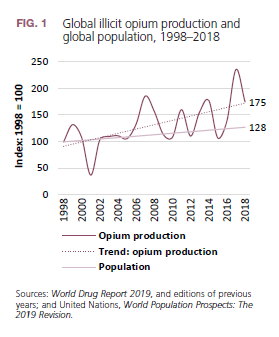 FIG. 1 Global illicit opium production and
global population, 1998–2018
Index: 1998 = 100
250
200
150
100
50
0
175
128
1998
2000
2002
2004
2006
2008
2010
2012
2014
2016
2018
Opium production
Trend: opium production
Population
Sources: World Drug Report 2019, and editions of previous
years; and United Nations, World Population Prospects: The
2019 Revision.